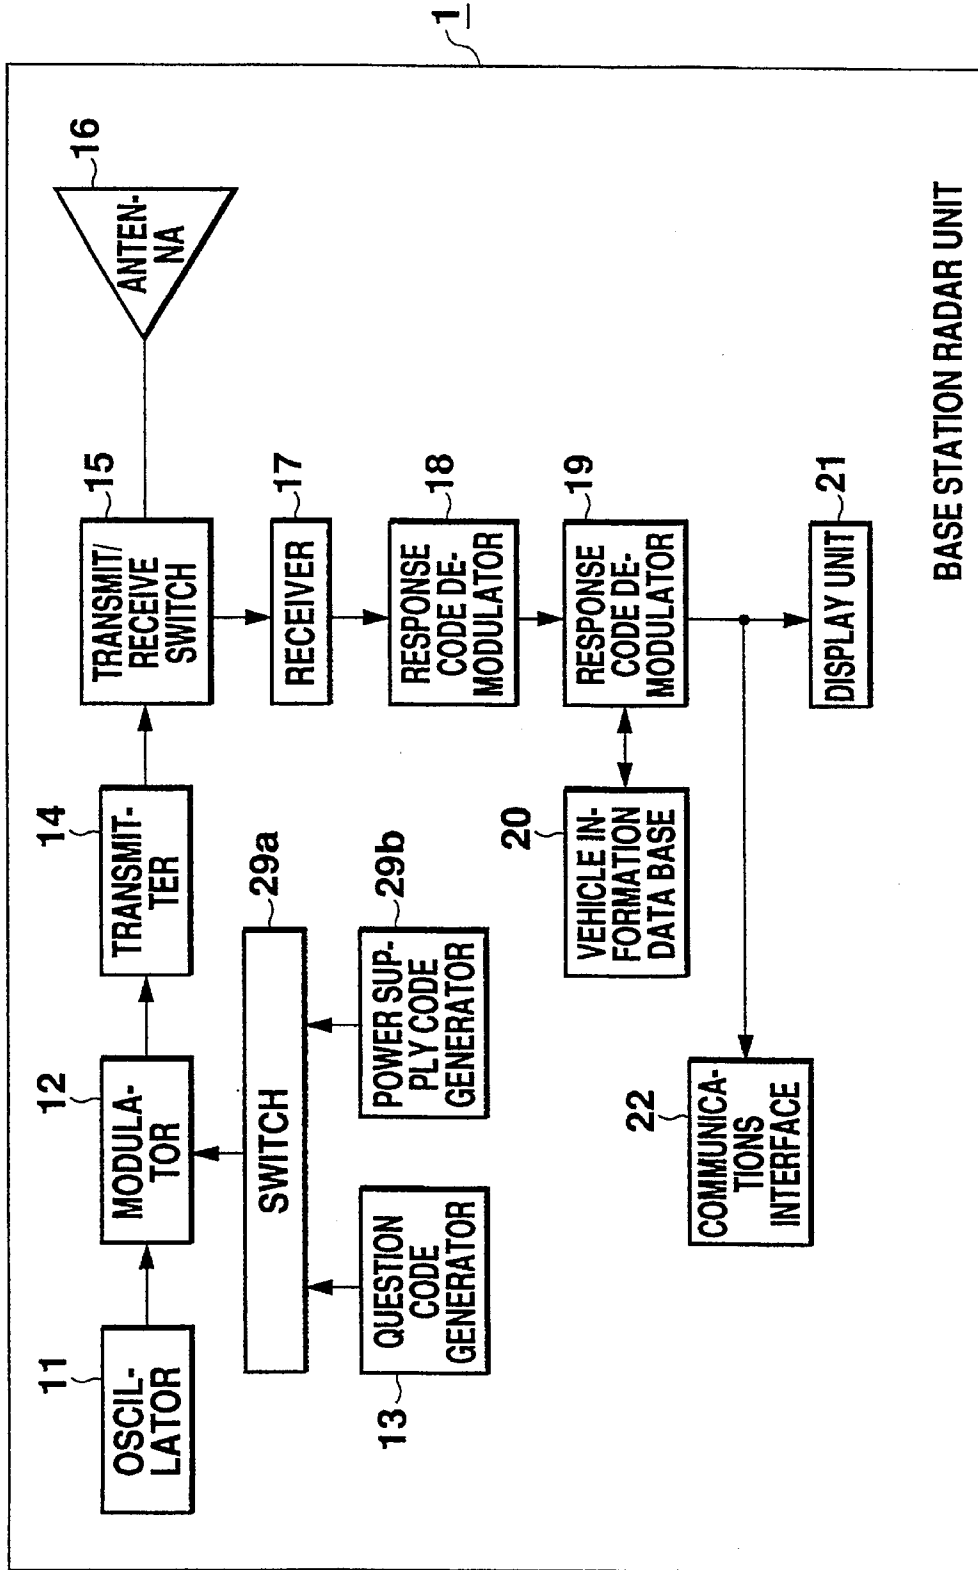 1
16
ANTEN-
NA
15
TRANSMIT/
RECEIVE
SWITCH
14
TRANSMIT-
TER
12
MODULA-
TOR
11
OSCIL-
LATOR
29a
SWITCH
29b
POWER SUP-
PLY CODE
GENERATOR
QUESTION
CODE
GENERATOR
13
17
RECEIVER
18
RESPONSE
CODE DE-
MODULATOR
19
RESPONSE
CODE DE-
MODULATOR
20
VEHICLE IN-
FORMATION
DATA BASE
21
DISPLAY UNIT
22
COMMUNICA-
TIONS
INTERFACE
BASE STATION RADAR UNIT